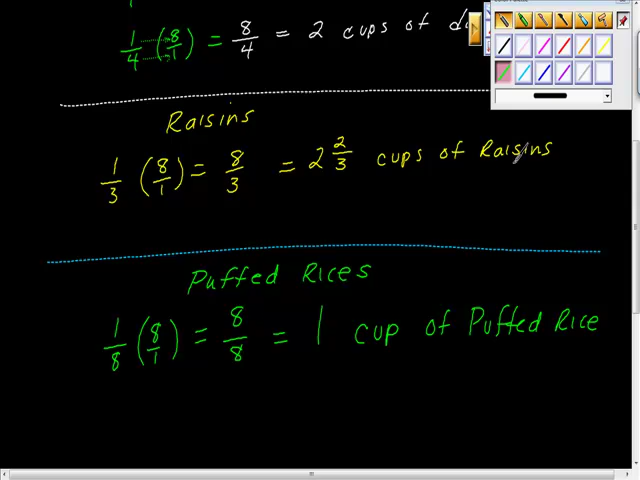 1/4 (8/1) = 8/4 = 2 cups of
Raisins
1/3 (8/1) = 8/3 = 2 2/3 cups of Raisins
Puffed Rices
1/8 (8/1) = 8/8 = 1 cup of Puffed Rice